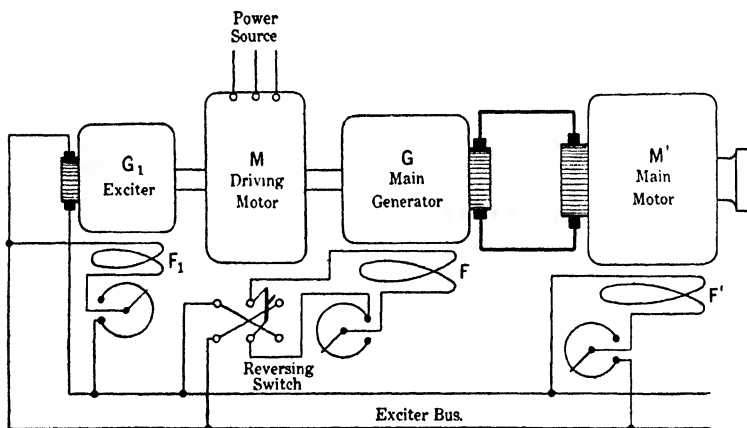 Power
Source
G₁
Exciter
M
Driving
Motor
G
Main
Generator
M'
Main
Motor
F₁
F
F'
Reversing
Switch
Exciter Bus.